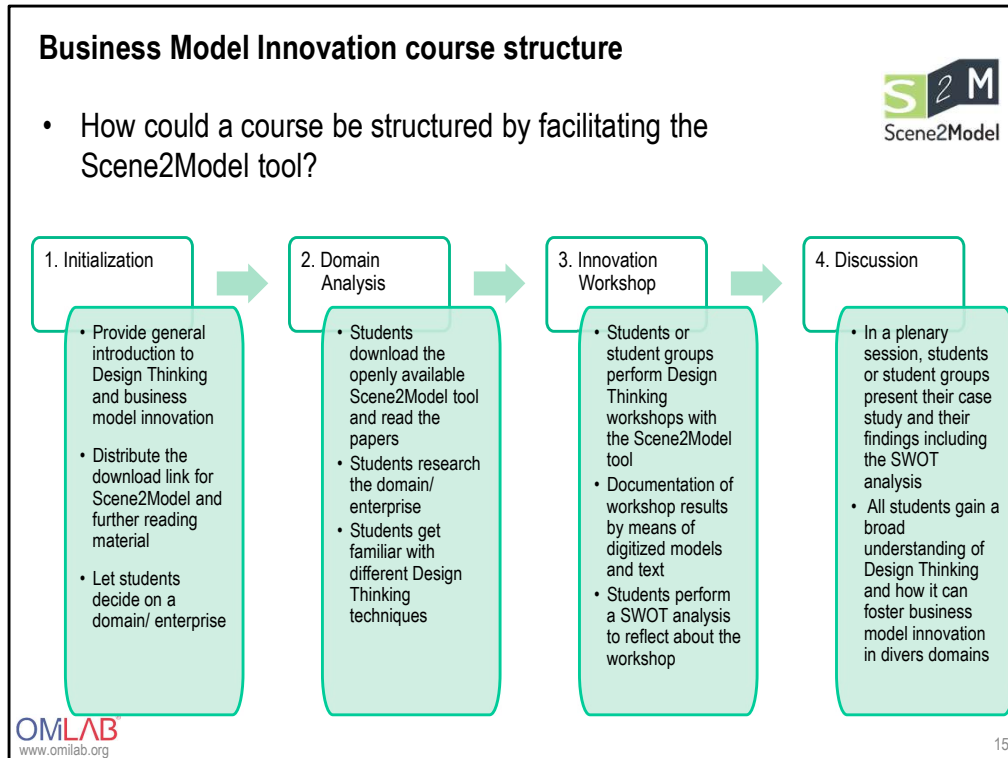 Business Model Innovation course structure
• How could a course be structured by facilitating the
Scene2Model tool?
S2M
Scene2Model
1. Initialization
• Provide general
introduction to
Design Thinking
and business
model innovation
• Distribute the
download link for
Scene2Model and
further reading
material
• Let students
decide on a
domain/ enterprise
2. Domain
Analysis
• Students
download the
openly available
Scene2Model tool
and read the
papers
• Students research
the domain/
enterprise
• Students get
familiar with
different Design
Thinking
techniques
3. Innovation
Workshop
• Students or
student groups
perform Design
Thinking
workshops with
the Scene2Model
tool
• Documentation of
workshop results
by means of
digitized models
and text
• Students perform
a SWOT analysis
to reflect about the
workshop
4. Discussion
• In a plenary
session, students
or student groups
present their case
study and their
findings including
the SWOT
analysis
• All students gain a
broad
understanding of
Design Thinking
and how it can
foster business
model innovation
in divers domains
OMiLAB®
www.omilab.org
15